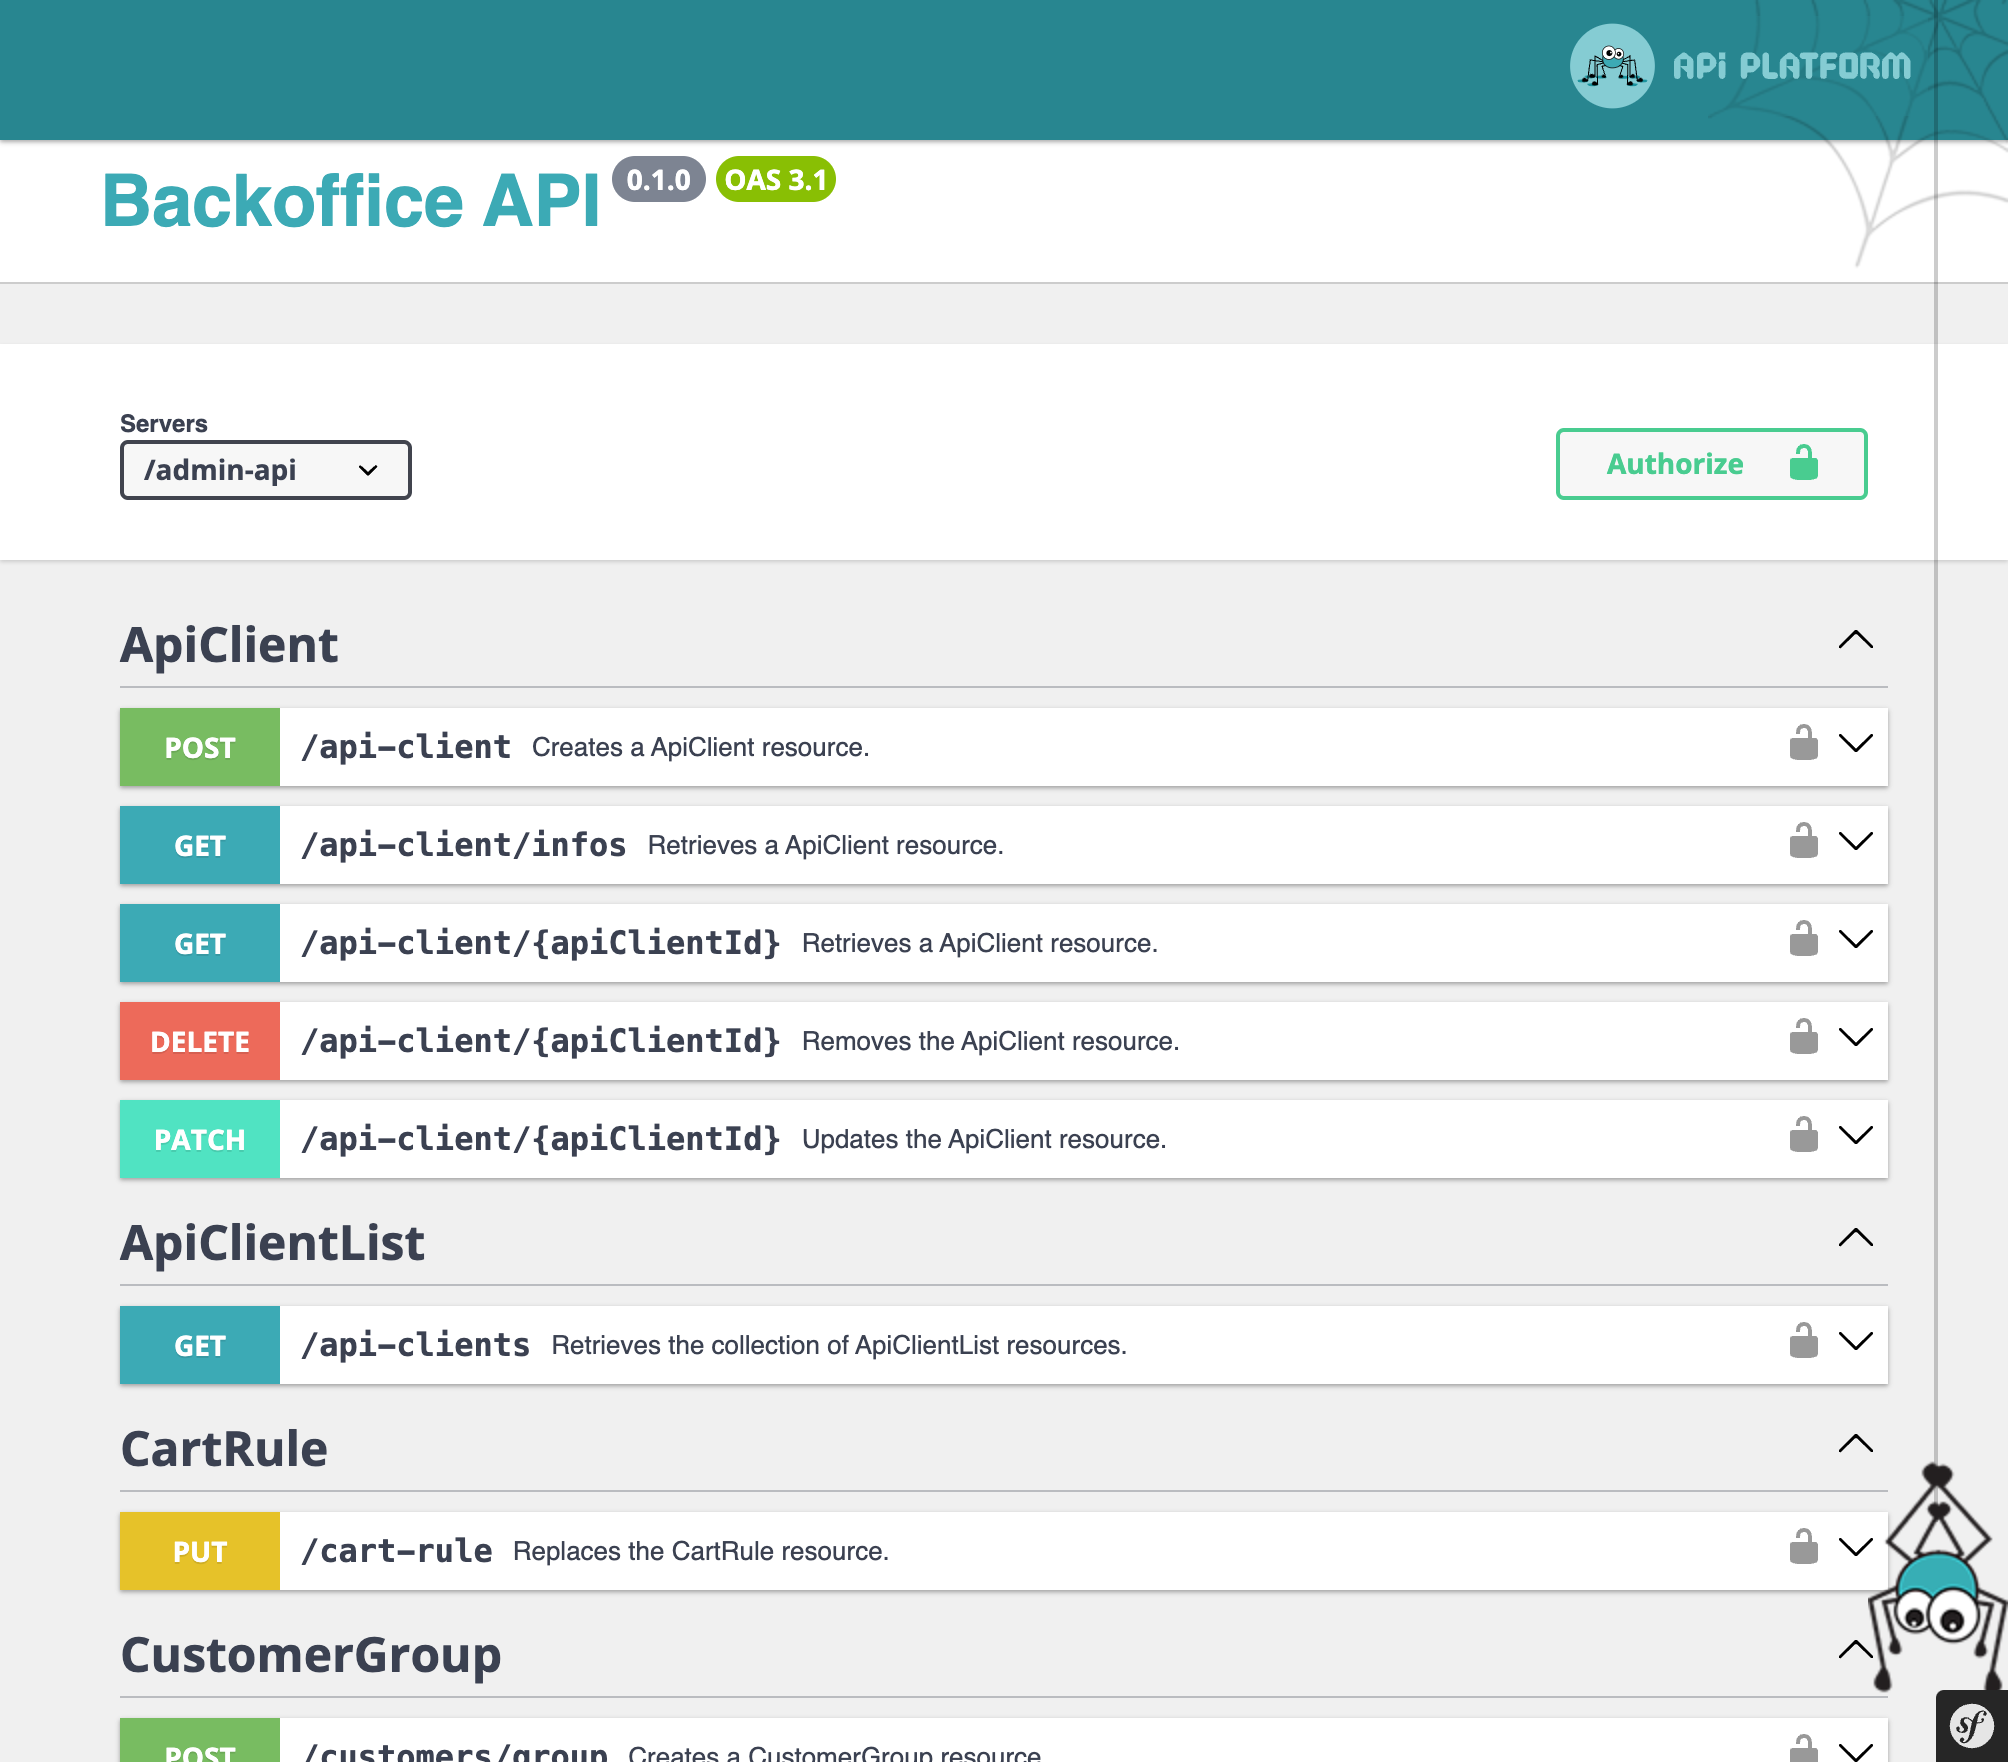 APi PLATFORM
Backoffice API 0.1.0 OAS 3.1
Servers
/admin-api
Authorize
ApiClient
POST /api-client Creates a ApiClient resource.
GET /api-client/infos Retrieves a ApiClient resource.
GET /api-client/{apiClientId} Retrieves a ApiClient resource.
DELETE /api-client/{apiClientId} Removes the ApiClient resource.
PATCH /api-client/{apiClientId} Updates the ApiClient resource.
ApiClientList
GET /api-clients Retrieves the collection of ApiClientList resources.
CartRule
PUT /cart-rule Replaces the CartRule resource.
CustomerGroup
POST /customers/group Creates a CustomerGroup resource.
sf